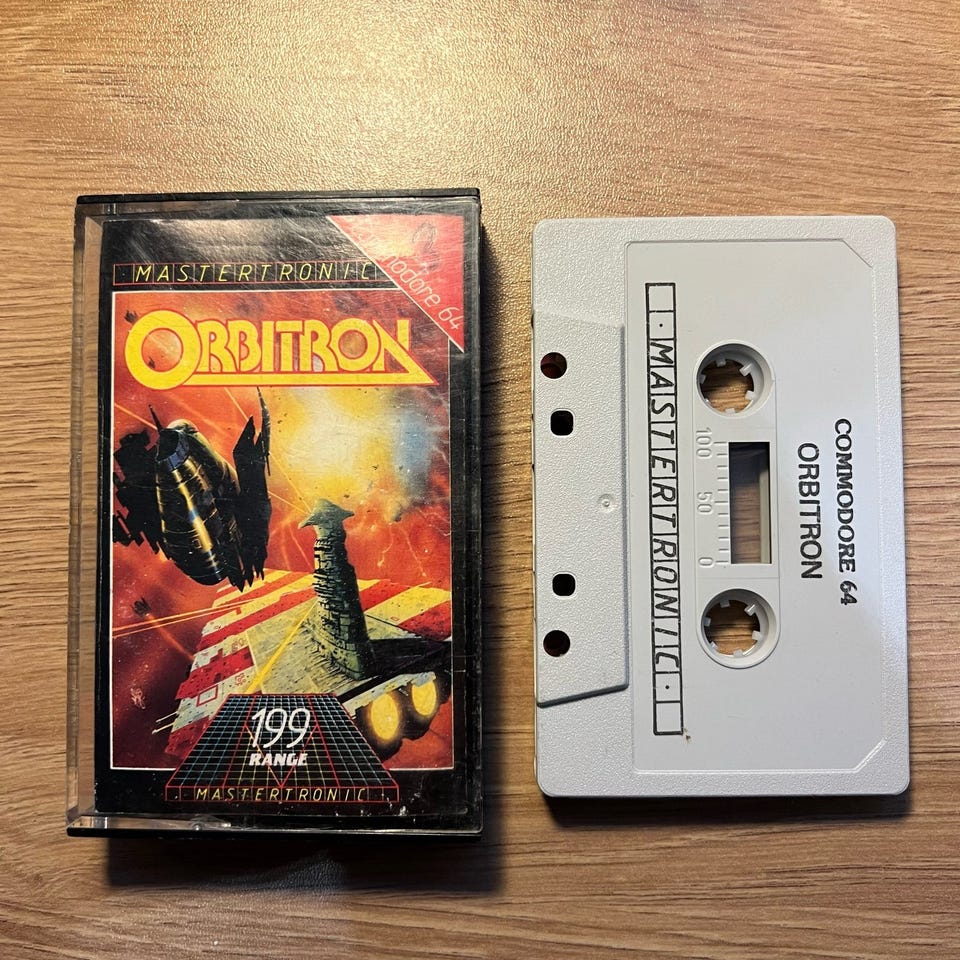 MASTERTRONIC
Commodore 64
ORBITRON
199
RANGE
MASTERTRONIC
·MASTERTRONIC·
100 50 0
COMMODORE 64
ORBITRON